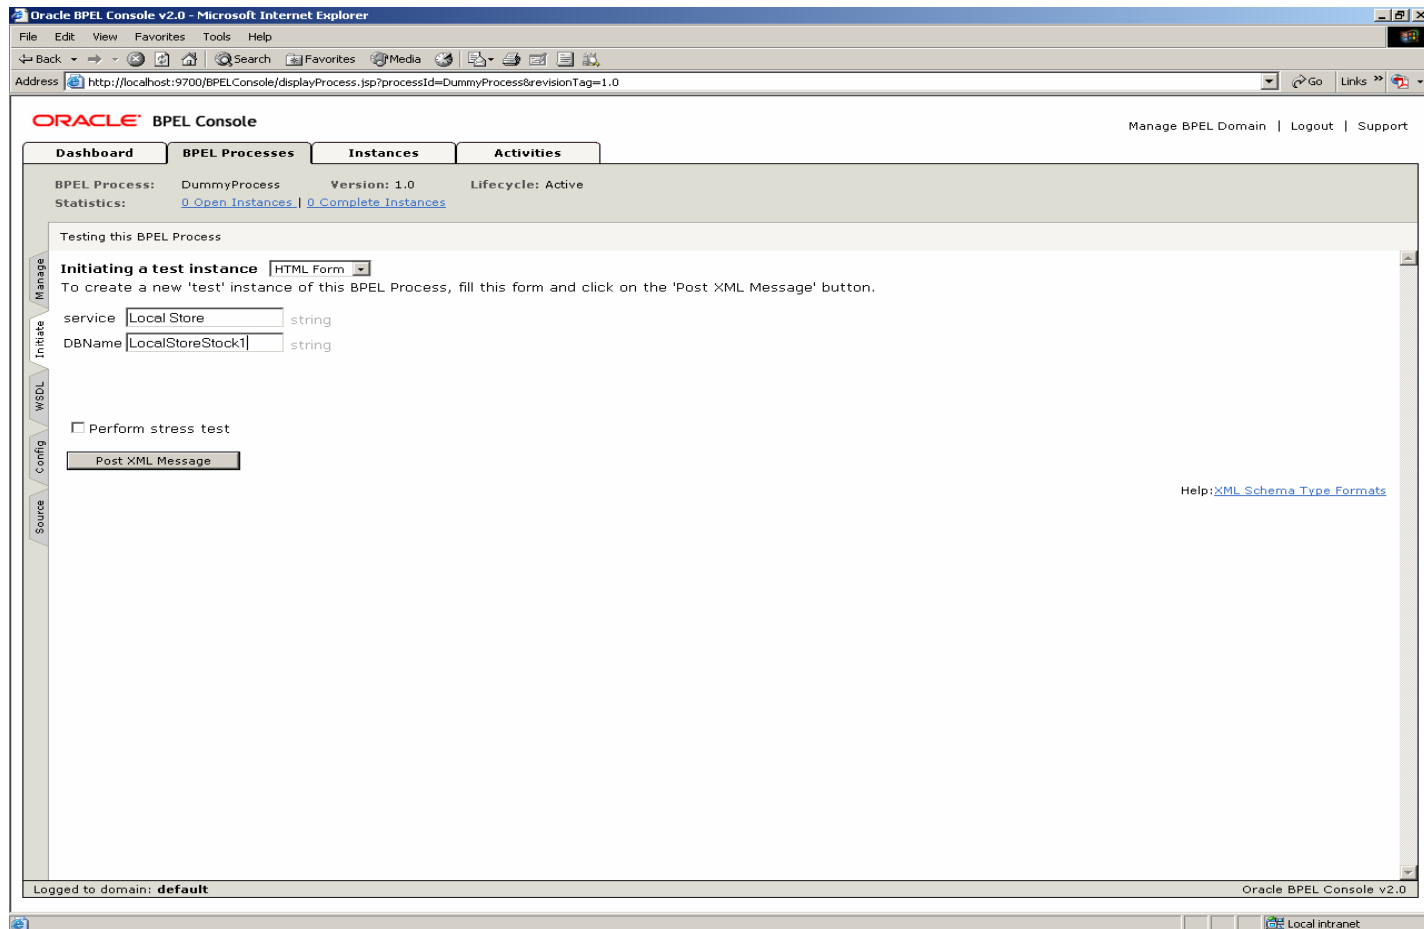 Oracle BPEL Console v2.0 - Microsoft Internet Explorer
File Edit View Favorites Tools Help
Back Search Favorites Media
Address http://localhost:9700/BPELConsole/displayProcess.jsp?processId=DummyProcess&revisionTag=1.0 Go Links »
ORACLE BPEL Console
Manage BPEL Domain | Logout | Support
Dashboard BPEL Processes Instances Activities
BPEL Process: DummyProcess Version: 1.0 Lifecycle: Active
Statistics: 0 Open Instances | 0 Complete Instances
Testing this BPEL Process
Manage
Initiate
WSDL
Config
Source
Initiating a test instance HTML Form
To create a new 'test' instance of this BPEL Process, fill this form and click on the 'Post XML Message' button.
service Local Store string
DBName LocalStoreStock1 string
Perform stress test
Post XML Message
Help:XML Schema Type Formats
Logged to domain: default Oracle BPEL Console v2.0
Local intranet